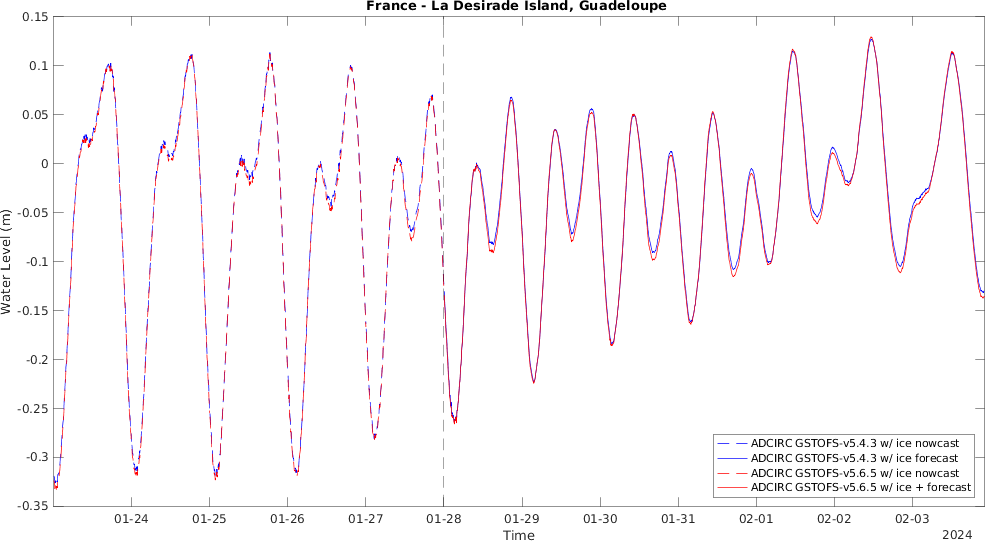 France - La Desirade Island, Guadeloupe
0.15
0.1
0.05
0
-0.05
-0.1
-0.15
-0.2
-0.25
-0.3
-0.35
Water Level (m)
01-24 01-25 01-26 01-27 01-28 01-29 01-30 01-31 02-01 02-02 02-03
Time
2024
ADCIRC GSTOFS-v5.4.3 w/ ice nowcast
ADCIRC GSTOFS-v5.4.3 w/ ice forecast
ADCIRC GSTOFS-v5.6.5 w/ ice nowcast
ADCIRC GSTOFS-v5.6.5 w/ ice + forecast